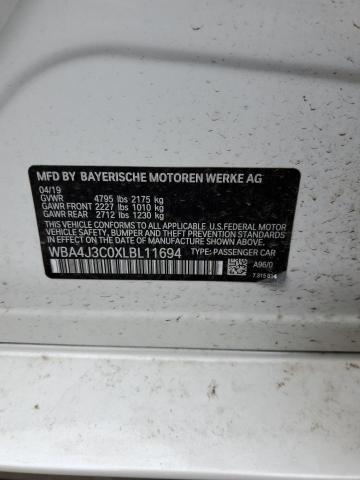 MFD BY BAYERISCHE MOTOREN WERKE AG
04/19
GVWR 4795 lbs 2175 kg
GAWR FRONT 2227 lbs 1010 kg
GAWR REAR 2712 lbs 1230 kg
THIS VEHICLE CONFORMS TO ALL APPLICABLE U.S. FEDERAL MOTOR
VEHICLE SAFETY, BUMPER, AND THEFT PREVENTION STANDARDS
IN EFFECT ON THE DATE OF MANUFACTURE SHOWN ABOVE.
WBA4J3C0XLBL11694 TYPE: PASSENGER CAR
A96/0